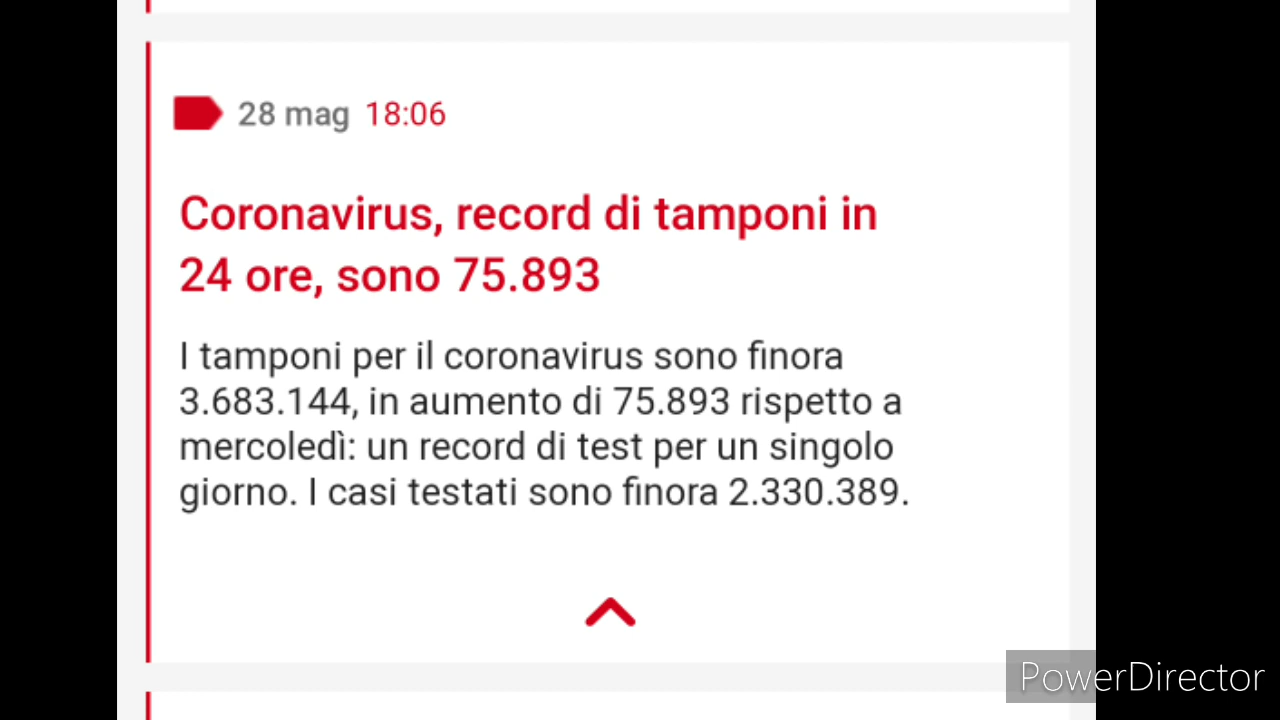 28 mag 18:06
Coronavirus, record di tamponi in
24 ore, sono 75.893
I tamponi per il coronavirus sono finora
3.683.144, in aumento di 75.893 rispetto a
mercoledì: un record di test per un singolo
giorno. I casi testati sono finora 2.330.389.
PowerDirector